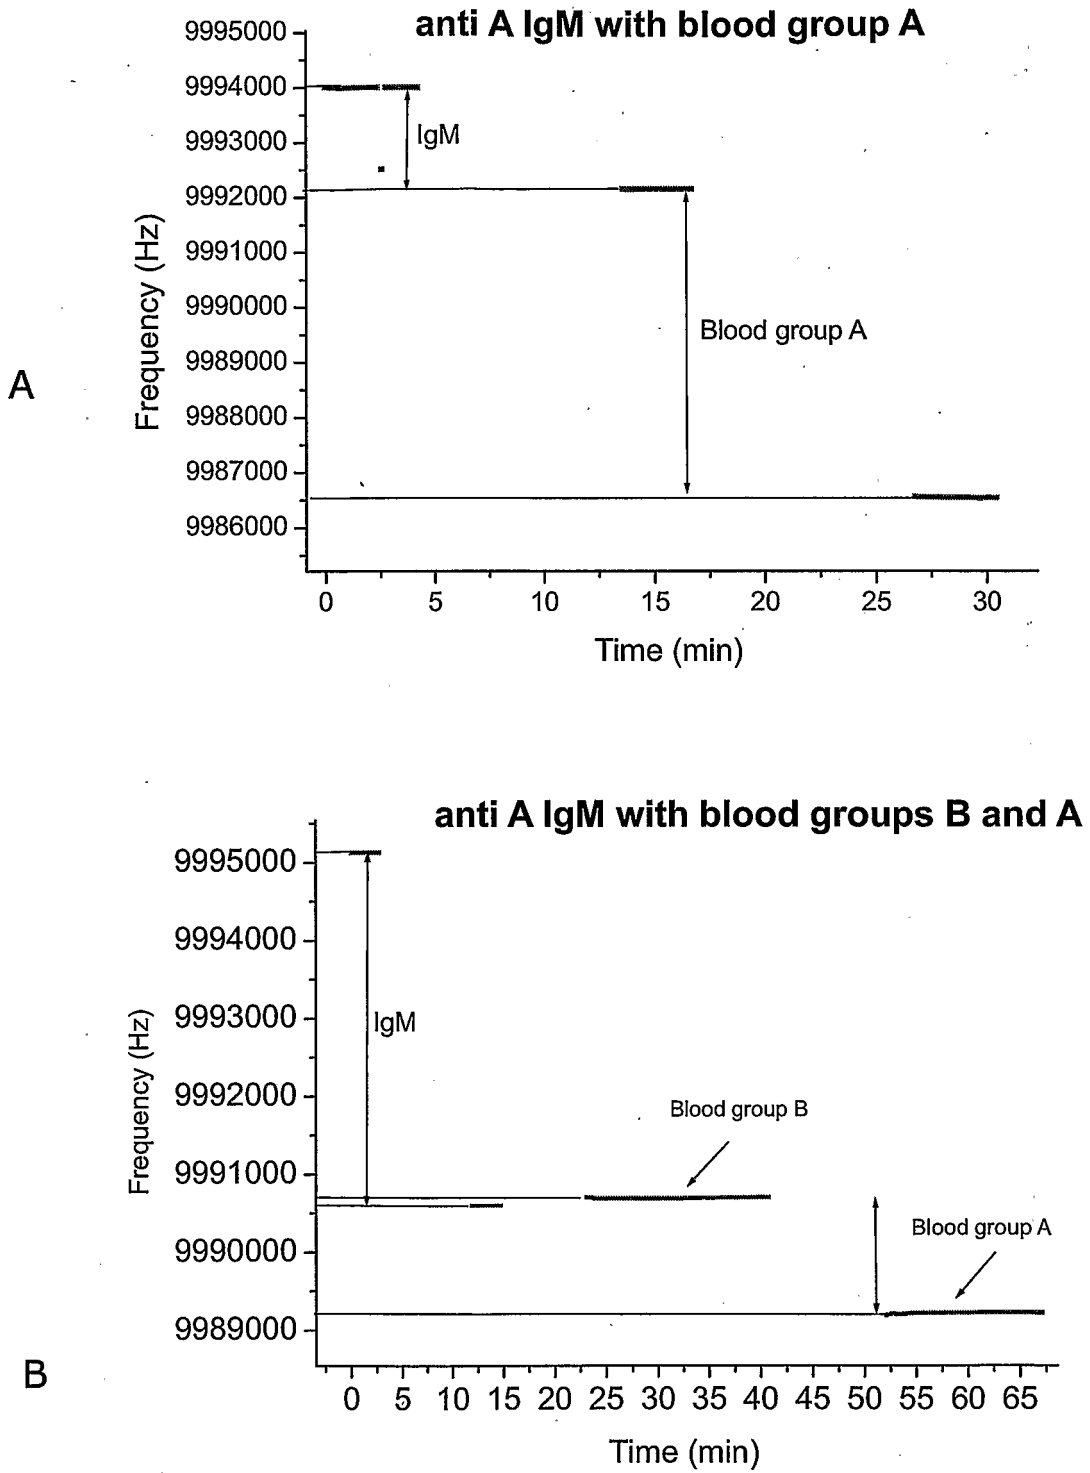 anti A IgM with blood group A
9995000
9994000
9993000
9992000
9991000
9990000
9989000
9988000
9987000
9986000
Frequency (Hz)
IgM
Blood group A
A
0 5 10 15 20 25 30
Time (min)
anti A IgM with blood groups B and A
9995000
9994000
9993000
9992000
9991000
9990000
9989000
Frequency (Hz)
IgM
Blood group B
Blood group A
B
0 5 10 15 20 25 30 35 40 45 50 55 60 65
Time (min)